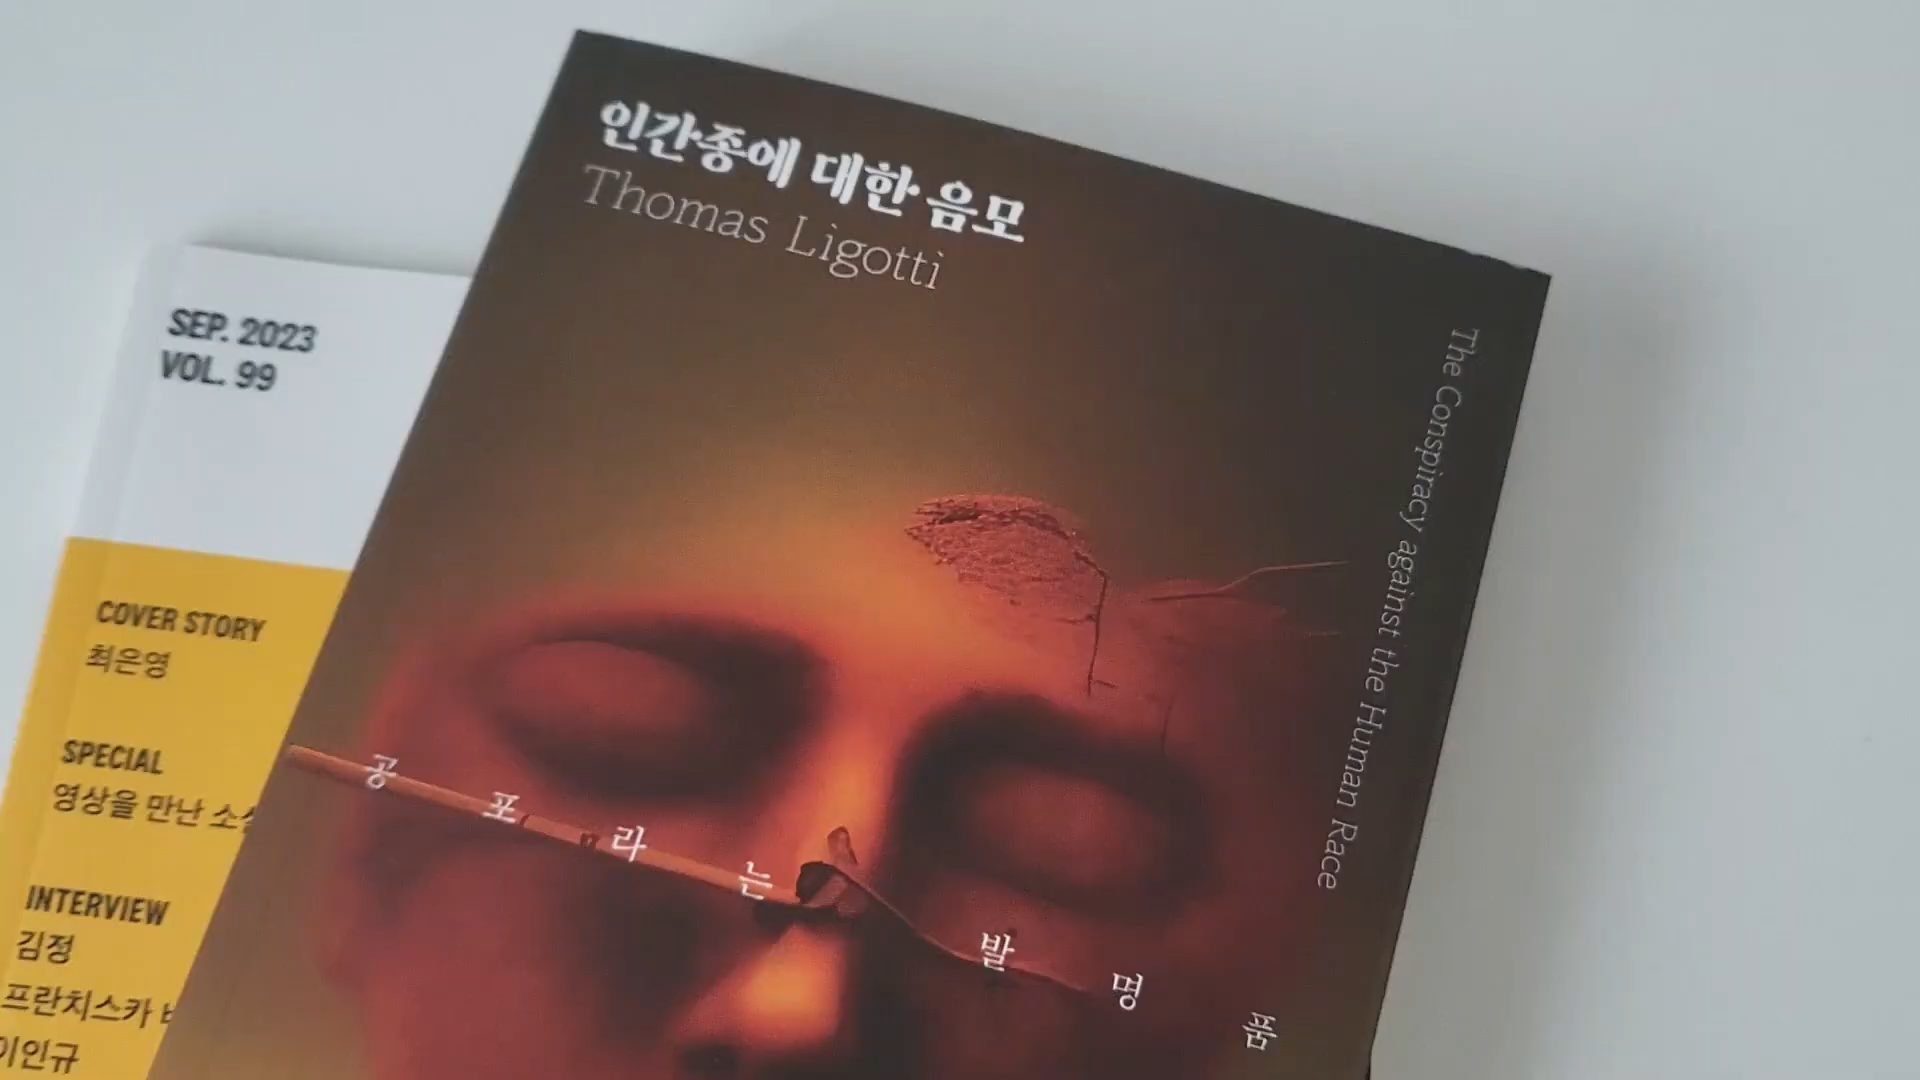 인간종에 대한 음모
Thomas Ligotti
The Conspiracy against the Human Race
공포라는 발명품
SEP. 2023
VOL. 99
COVER STORY
최은영
SPECIAL
영상을 만난
INTERVIEW
김정
프란치스카
이인규